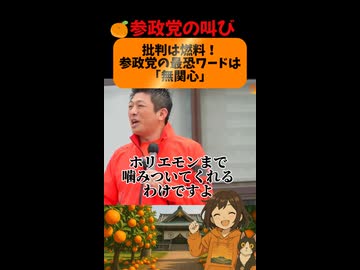 参政党の叫び
批判は燃料!
参政党の最恐ワードは
「無関心」
ホリエモンまで
噛みついてくれる
わけですよ